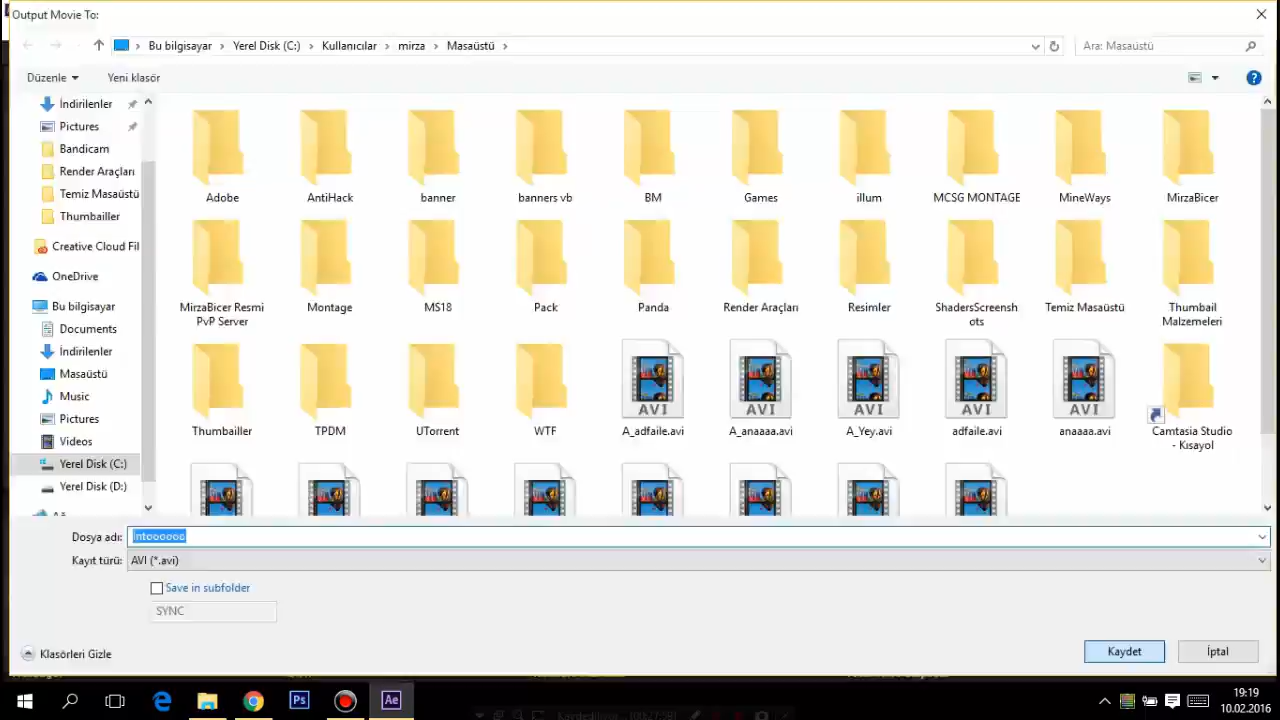 Output Movie To:
Bu bilgisayar
Yerel Disk (C:)
Kullanıcılar
mirza
Masaüstü
Ara: Masaüstü
Düzenle
Yeni klasör
İndirilenler
Pictures
Bandicam
Render Araçları
Temiz Masaüstü
Thumbailler
Creative Cloud Fil
OneDrive
Bu bilgisayar
Documents
İndirilenler
Masaüstü
Music
Pictures
Videos
Yerel Disk (C:)
Yerel Disk (D:)
Adobe
AntiHack
banner
banners vb
BM
Games
illum
MCSG MONTAGE
MineWays
MirzaBicer
MirzaBicer Resmi
PvP Server
Montage
MS18
Pack
Panda
Render Araçları
Resimler
ShadersScreensh
ots
Temiz Masaüstü
Thumbail
Malzemeleri
Thumbailler
TPDM
UTorrent
WTF
AVI
A_adfaile.avi
AVI
A_anaaaa.avi
AVI
A_Yey.avi
AVI
adfaile.avi
AVI
anaaaa.avi
Camtasia Studio
- Kısayol
Dosya adı:
Intoooooo
Kayıt türü:
AVI (*.avi)
Save in subfolder
SYNC
Klasörleri Gizle
Kaydet
İptal
Ps
Ae
19:19
10.02.2016